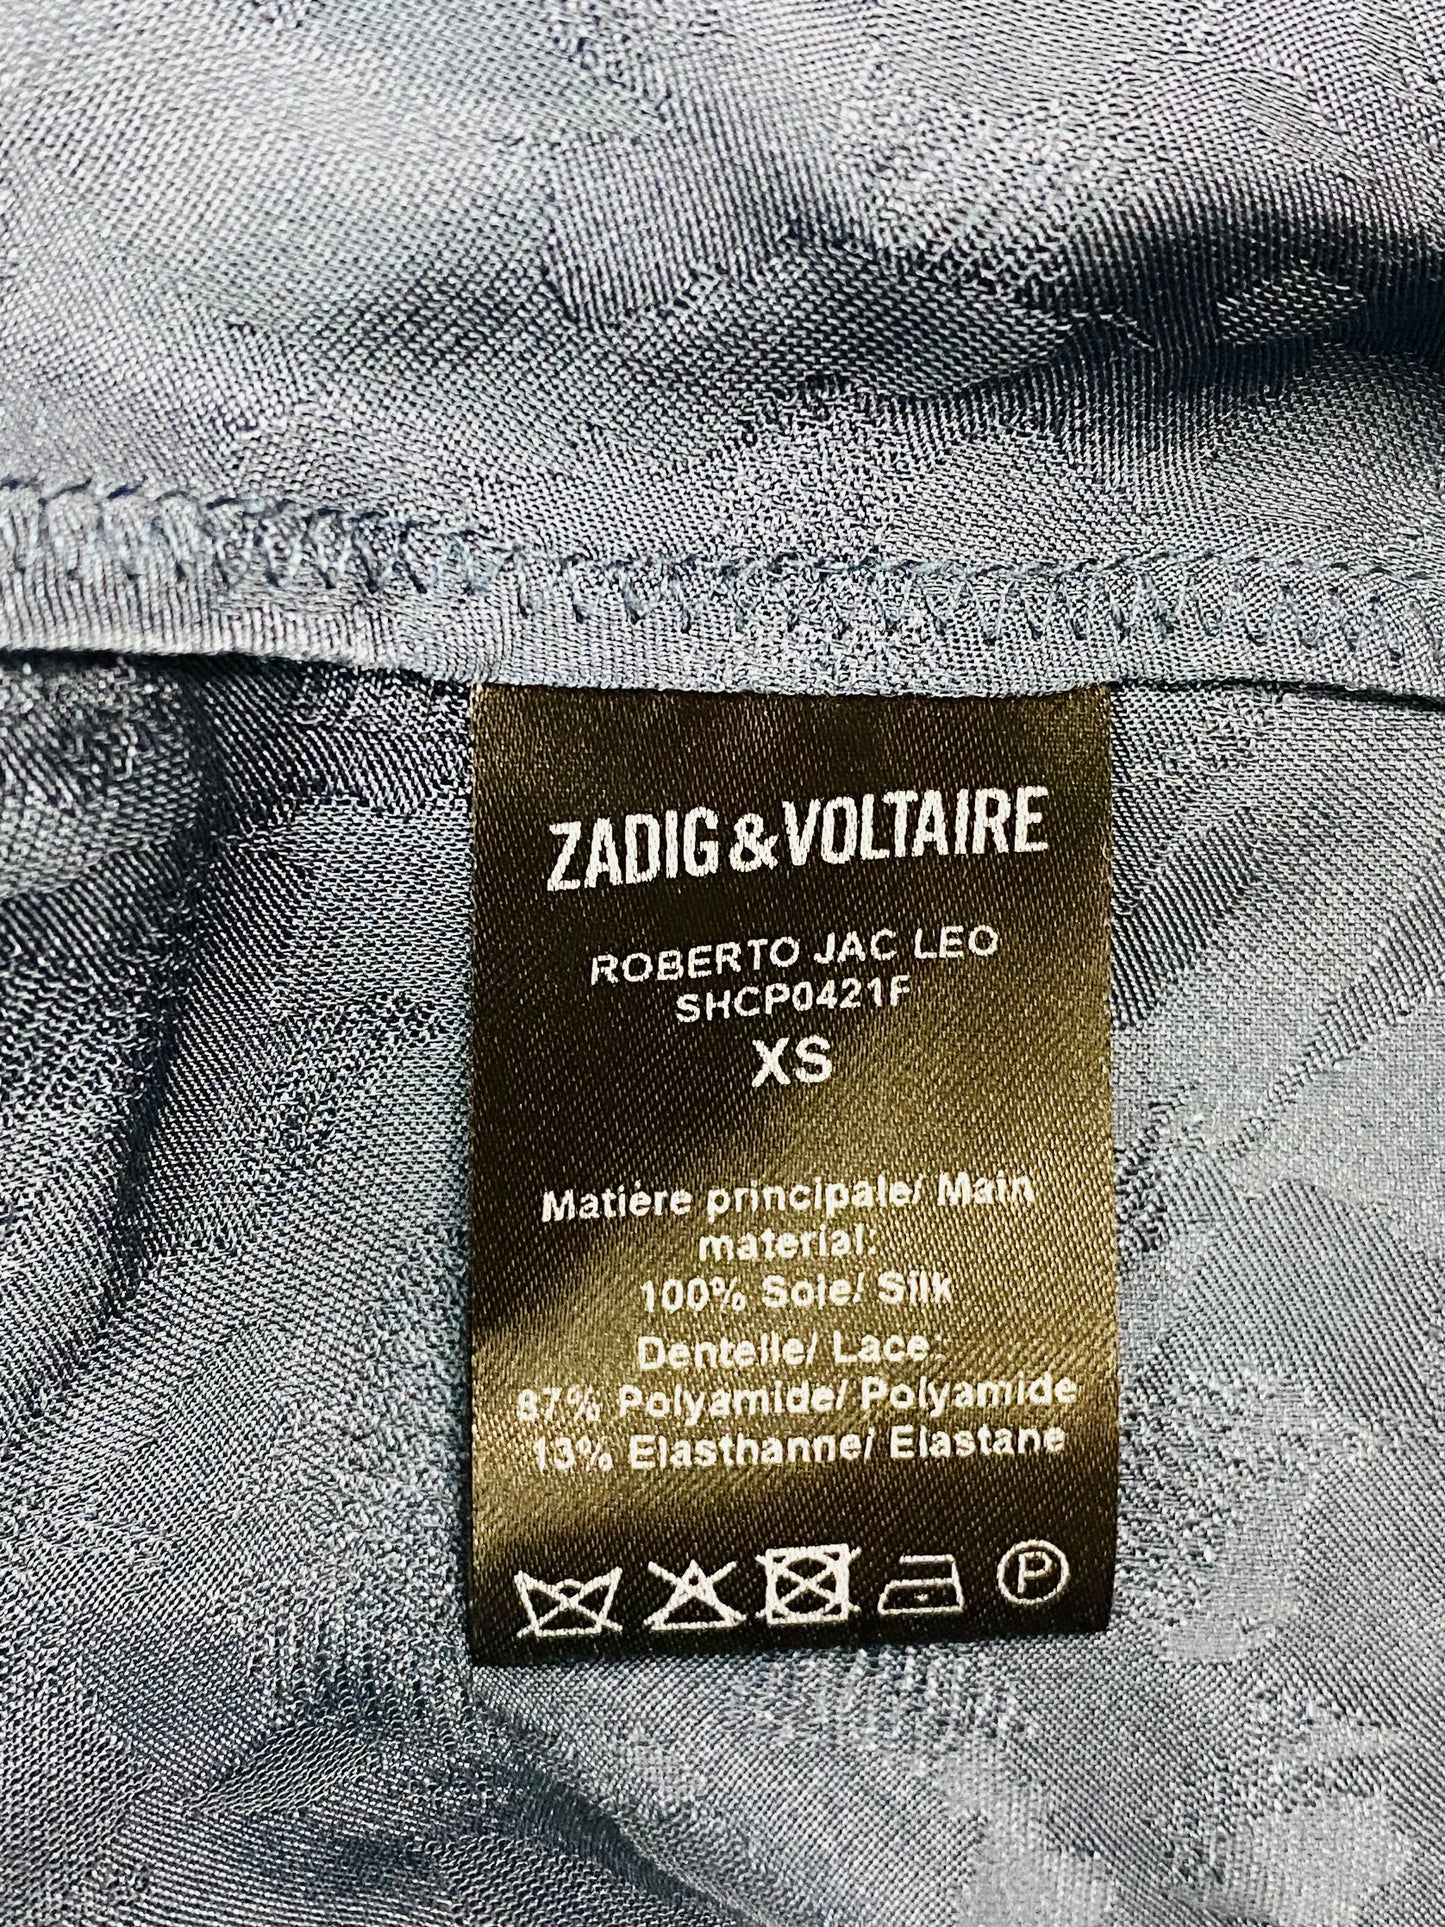 ZADIG&VOLTAIRE
ROBERTO JAC LEO
SHCP0421F
XS
Matière principale/ Main
material:
100% Soie/ Silk
Dentelle/ Lace:
87% Polyamide/ Polyamide
13% Elasthanne/ Elastane
P